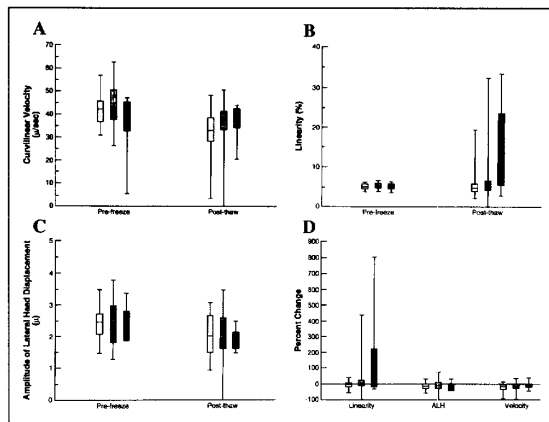 A
Curvilinear Velocity
(μ/sec)
70
60
50
40
30
20
10
0
Pre-freeze
Post-thaw
B
Linearity (%)
40
30
20
10
0
Pre-freeze
Post-thaw
C
Amplitude of Lateral Head Displacement
(μ)
5
4
3
2
1
0
Pre-freeze
Post-thaw
D
Percent Change
900
800
700
600
500
400
300
200
100
0
-100
Linearity
ALH
Velocity